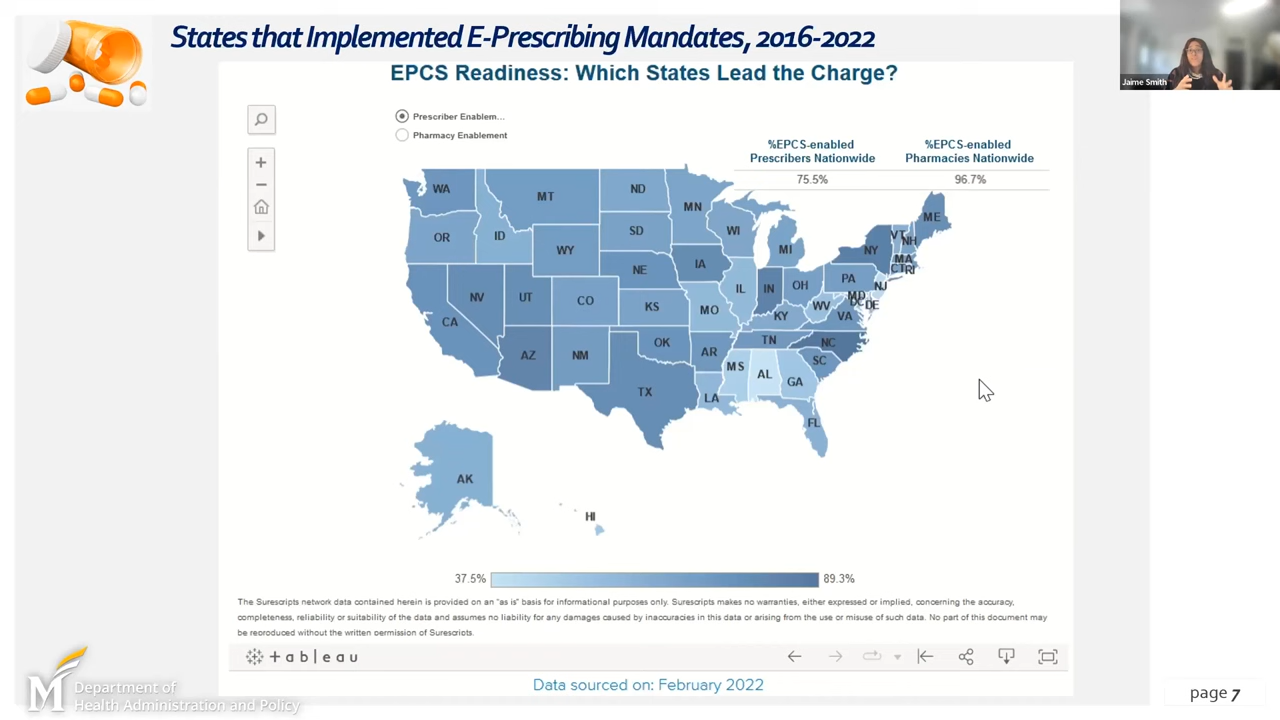 States that Implemented E-Prescribing Mandates, 2016-2022
Jaime Smith
EPCS Readiness: Which States Lead the Charge?
Prescriber Enablem...
Pharmacy Enablement
%EPCS-enabled
Prescribers Nationwide
%EPCS-enabled
Pharmacies Nationwide
75.5%
96.7%
WA
MT
ND
MN
ME
OR
ID
SD
WI
VT
NH
WY
MI
NY
MA
NE
IA
CT
RI
NV
UT
CO
KS
IL
IN
OH
PA
NJ
MD
DC
DE
CA
MO
WV
VA
KY
AZ
NM
OK
AR
TN
NC
TX
MS
AL
GA
SC
LA
FL
AK
HI
37.5%
89.3%
The Surescripts network data contained herein is provided on an "as is" basis for informational purposes only. Surescripts makes no warranties, either expressed or implied, concerning the accuracy,
completeness, reliability or suitability of the data and assumes no liability for any damages caused by inaccuracies in this data or arising from the use or misuse of such data. No part of this document may
be reproduced without the written permission of Surescripts.
+ a b | e a u
Data sourced on: February 2022
M
Department of
Health Administration and Policy
page 7